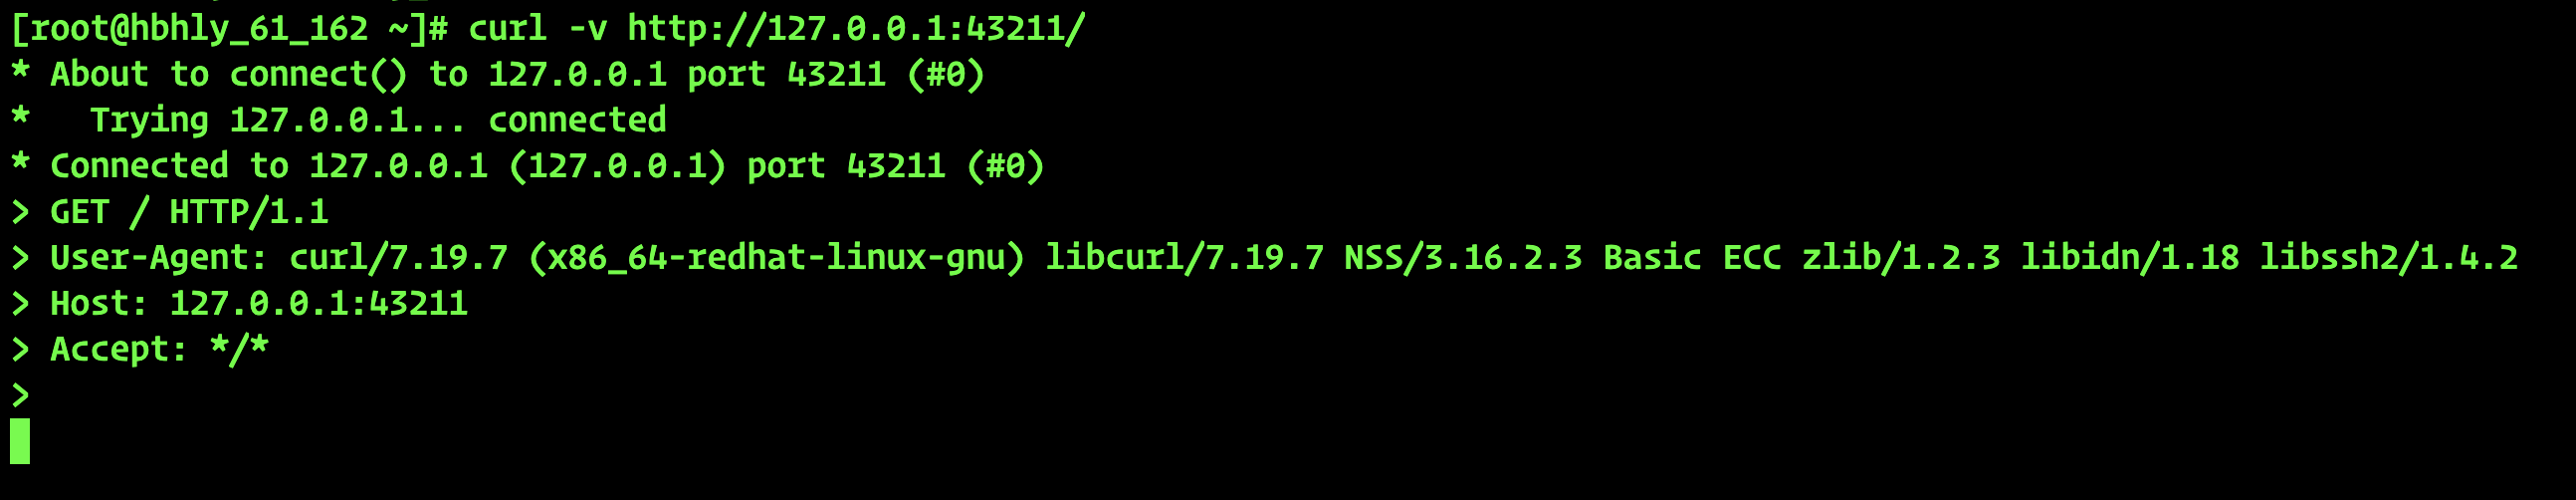 [root@hbhly_61_162 ~]# curl -v http://127.0.0.1:43211/
* About to connect() to 127.0.0.1 port 43211 (#0)
*   Trying 127.0.0.1... connected
* Connected to 127.0.0.1 (127.0.0.1) port 43211 (#0)
> GET / HTTP/1.1
> User-Agent: curl/7.19.7 (x86_64-redhat-linux-gnu) libcurl/7.19.7 NSS/3.16.2.3 Basic ECC zlib/1.2.3 libidn/1.18 libssh2/1.4.2
> Host: 127.0.0.1:43211
> Accept: */*
>